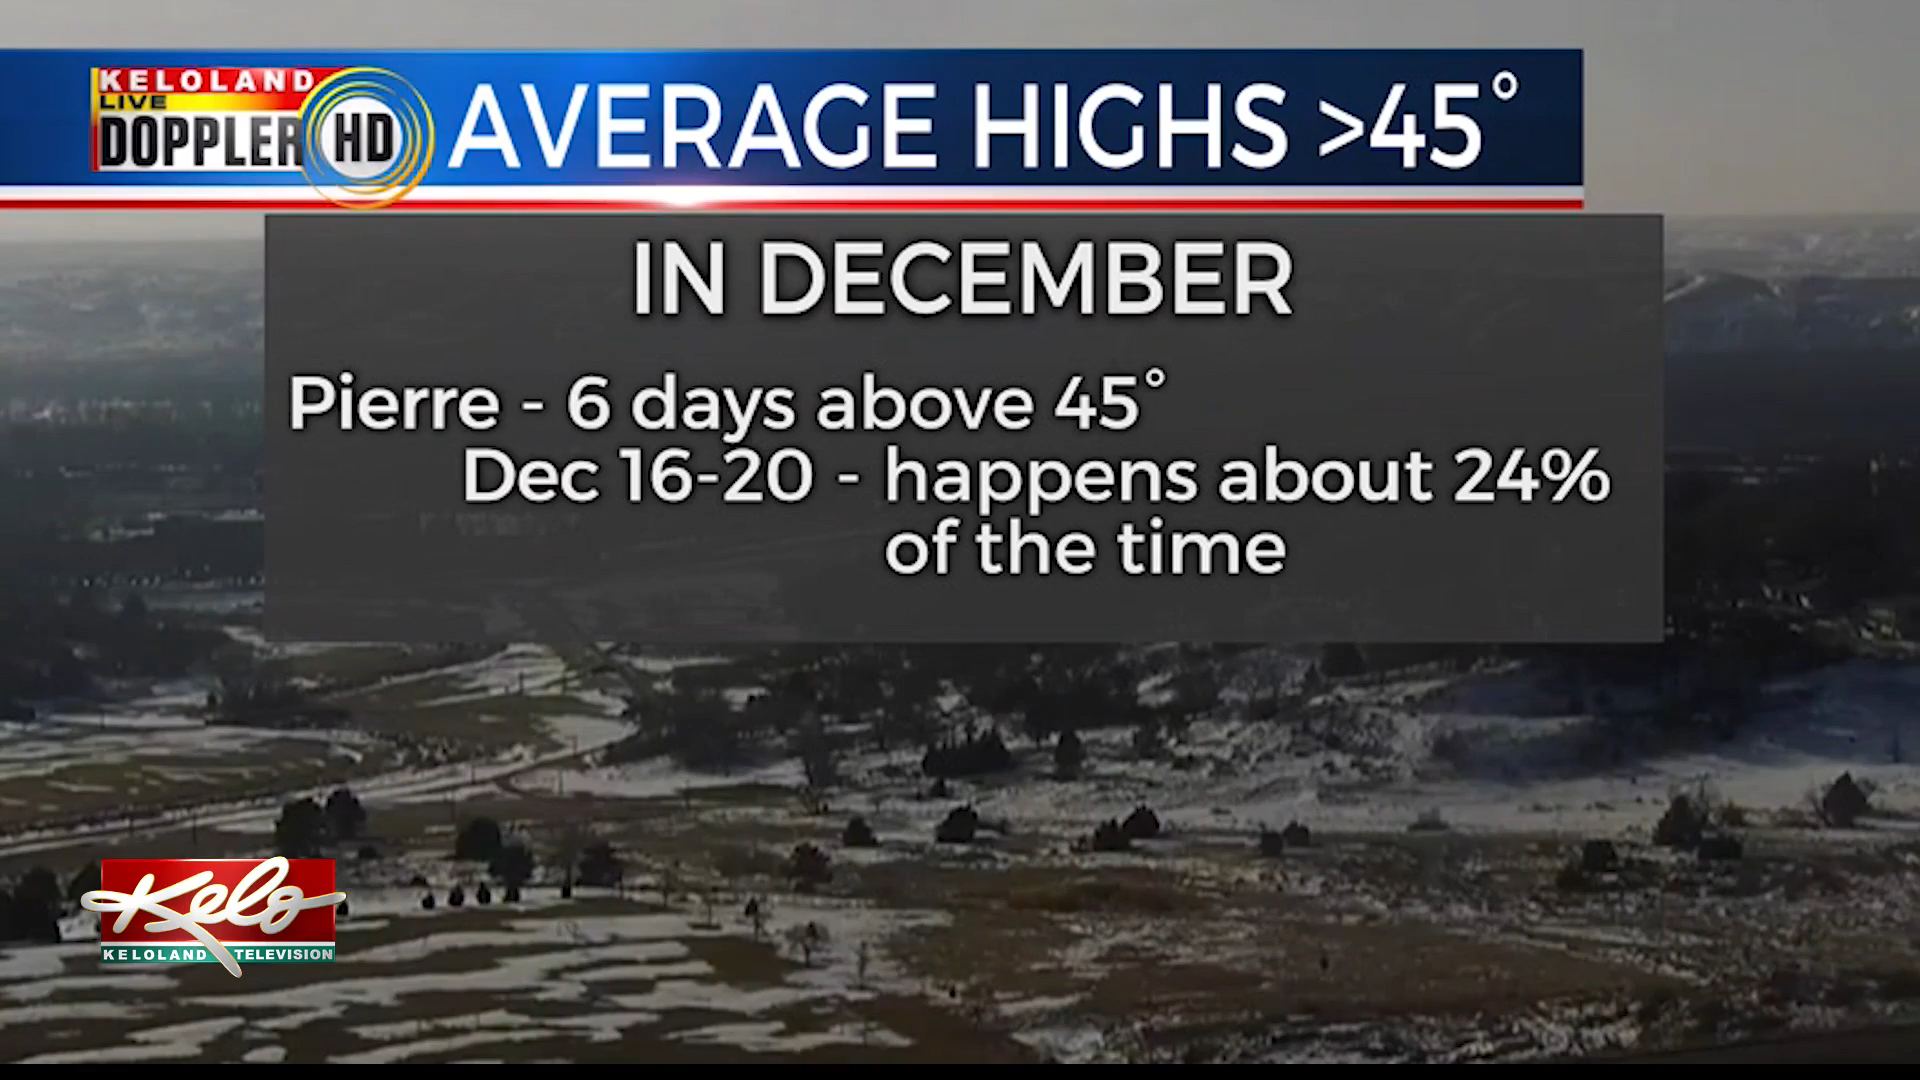 KELOLAND
LIVE
DOPPLER HD
AVERAGE HIGHS >45°
IN DECEMBER
Pierre - 6 days above 45°
Dec 16-20 - happens about 24%
of the time
Kelo
KELOLAND TELEVISION